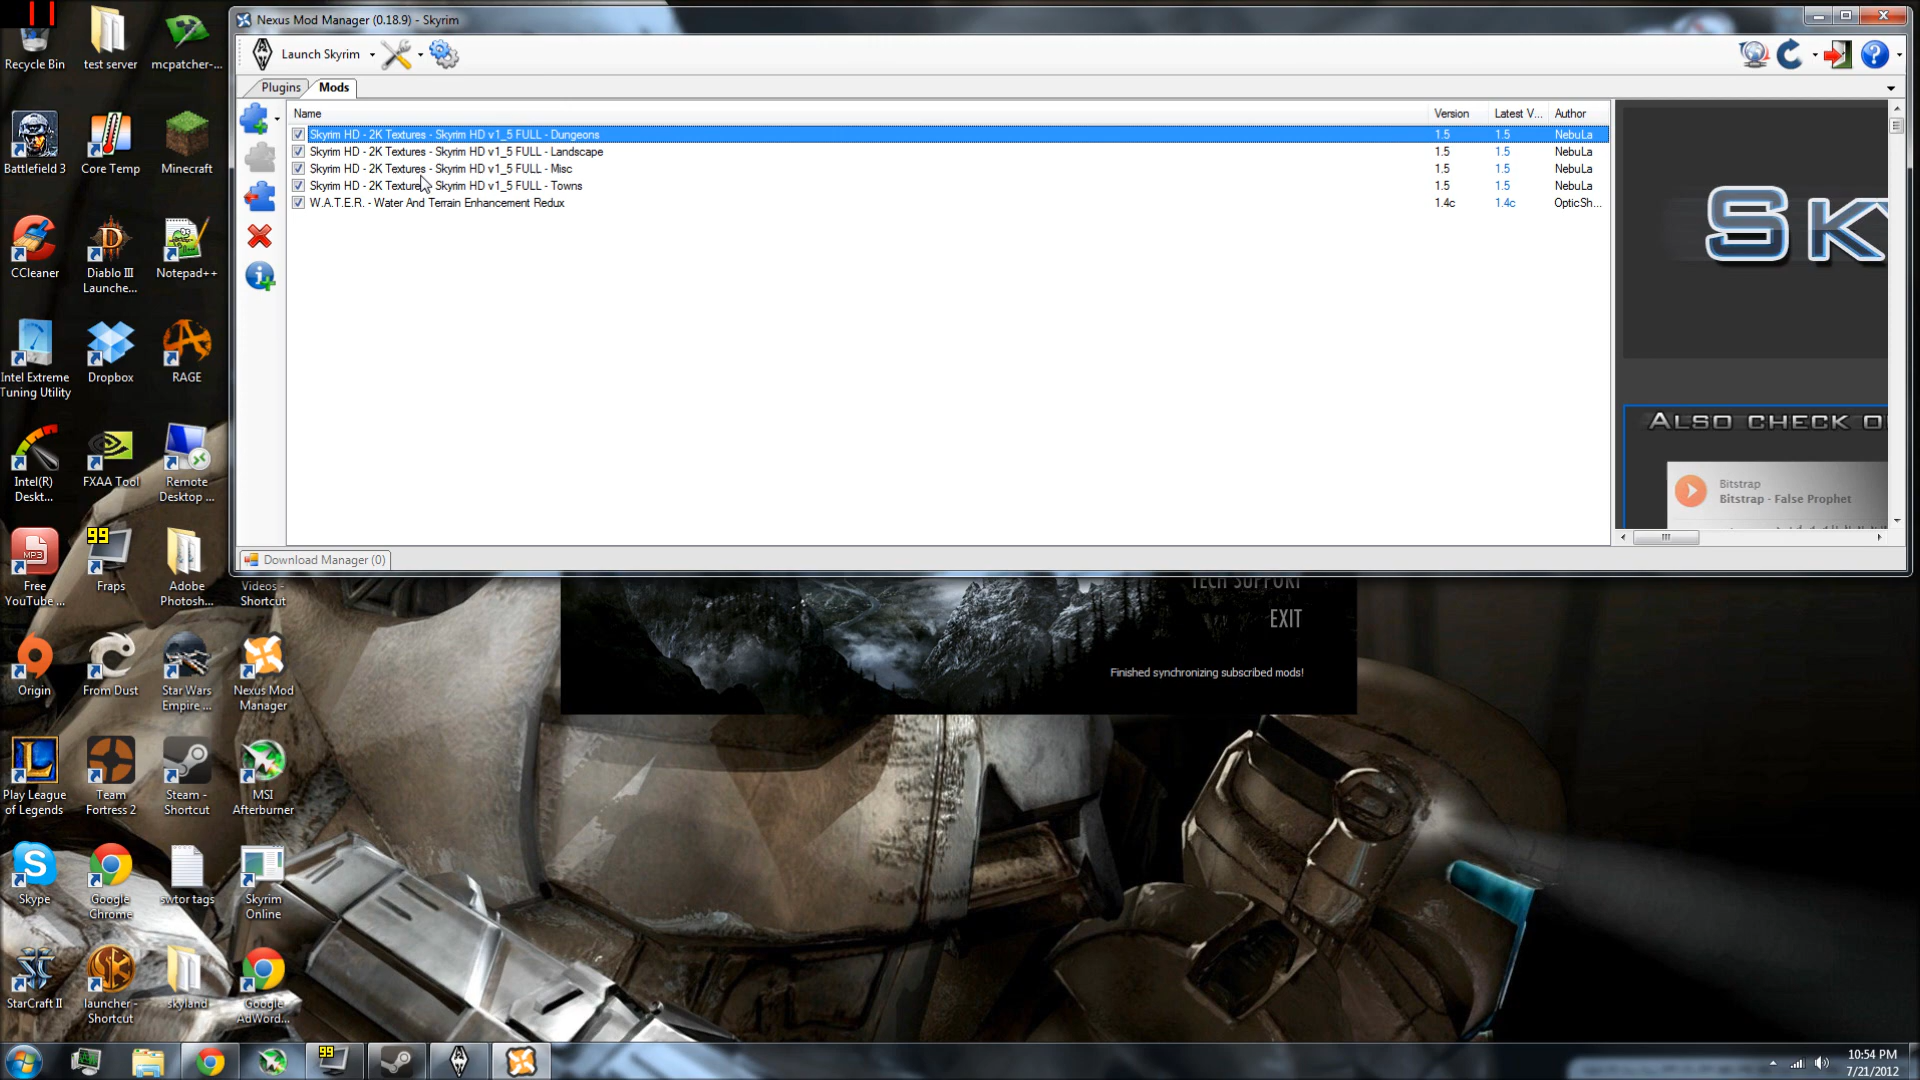 Nexus Mod Manager (0.18.9) - Skyrim
Launch Skyrim
Plugins
Mods
Name
Version
Latest V...
Author
Skyrim HD - 2K Textures - Skyrim HD v1_5 FULL - Dungeons
1.5
1.5
NebuLa
Skyrim HD - 2K Textures - Skyrim HD v1_5 FULL - Landscape
1.5
1.5
NebuLa
Skyrim HD - 2K Textures - Skyrim HD v1_5 FULL - Misc
1.5
1.5
NebuLa
Skyrim HD - 2K Textures - Skyrim HD v1_5 FULL - Towns
1.5
1.5
NebuLa
W.A.T.E.R. - Water And Terrain Enhancement Redux
1.4c
1.4c
OpticSh...
Sky
Also check o
Bitstrap
Bitstrap - False Prophet
Download Manager (0)
TECH SUPPORT
EXIT
Finished synchronizing subscribed mods!
Recycle Bin
test server
mcpatcher-...
Battlefield 3
Core Temp
Minecraft
CCleaner
Diablo III
Launche...
Notepad++
Intel Extreme
Tuning Utility
Dropbox
RAGE
Intel(R)
Deskt...
FXAA Tool
Remote
Desktop ...
MP3
Free
YouTube ...
99
Fraps
Adobe
Photosh...
Videos -
Shortcut
Origin
From Dust
Star Wars
Empire ...
Nexus Mod
Manager
Play League
of Legends
Team
Fortress 2
Steam -
Shortcut
MSI
Afterburner
Skype
Google
Chrome
swtor tags
Skyrim
Online
StarCraft II
launcher -
Shortcut
skyland
Google
AdWord...
99
10:54 PM
7/21/2012